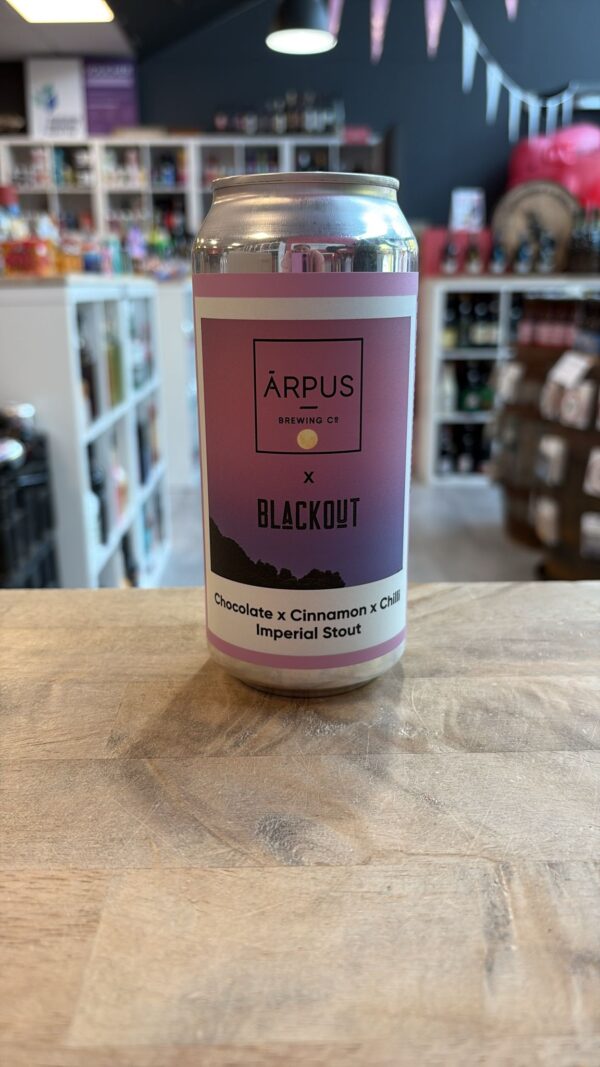 ĀRPUS
BREWING Cº
x
BLACKOUT
Chocolate x Cinnamon x Chilli
Imperial Stout